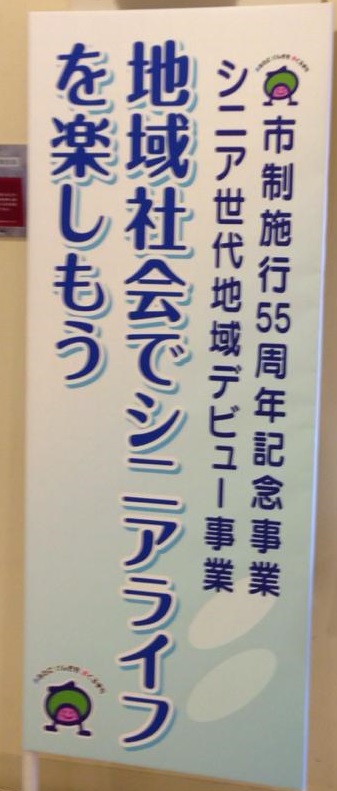 市制施行55周年記念事業
シニア世代地域デビュー事業
地域社会でシニアライフ
を楽しもう